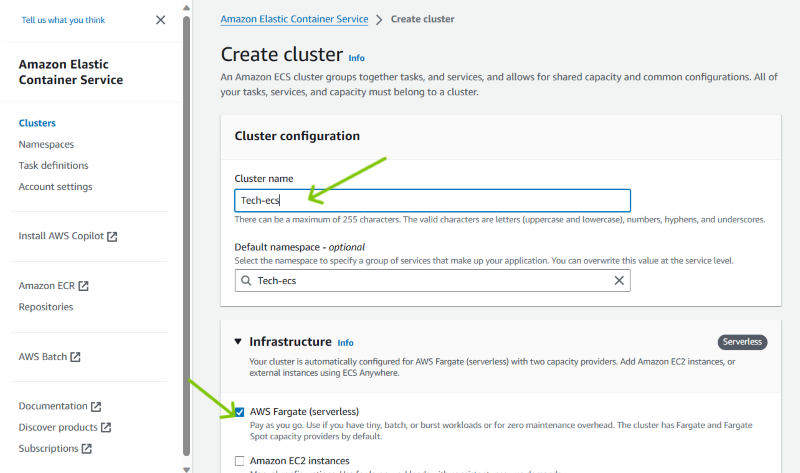 Tell us what you think
Amazon Elastic
Container Service
Clusters
Namespaces
Task definitions
Account settings
Install AWS Copilot
Amazon ECR
Repositories
AWS Batch
Documentation
Discover products
Subscriptions
Amazon Elastic Container Service > Create cluster
Create cluster Info
An Amazon ECS cluster groups together tasks, and services, and allows for shared capacity and common configurations. All of
your tasks, services, and capacity must belong to a cluster.
Cluster configuration
Cluster name
Tech-ecs
There can be a maximum of 255 characters. The valid characters are letters (uppercase and lowercase), numbers, hyphens, and underscores.
Default namespace - optional
Select the namespace to specify a group of services that make up your application. You can overwrite this value at the service level.
Tech-ecs
Infrastructure Info
Serverless
Your cluster is automatically configured for AWS Fargate (serverless) with two capacity providers. Add Amazon EC2 instances, or
external instances using ECS Anywhere.
AWS Fargate (serverless)
Pay as you go. Use if you have tiny, batch, or burst workloads or for zero maintenance overhead. The cluster has Fargate and Fargate
Spot capacity providers by default.
Amazon EC2 instances